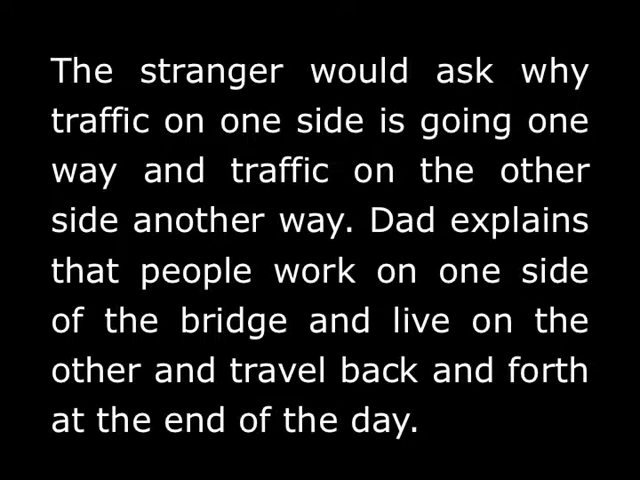 The stranger would ask why
traffic on one side is going one
way and traffic on the other
side another way. Dad explains
that people work on one side
of the bridge and live on the
other and travel back and forth
at the end of the day.